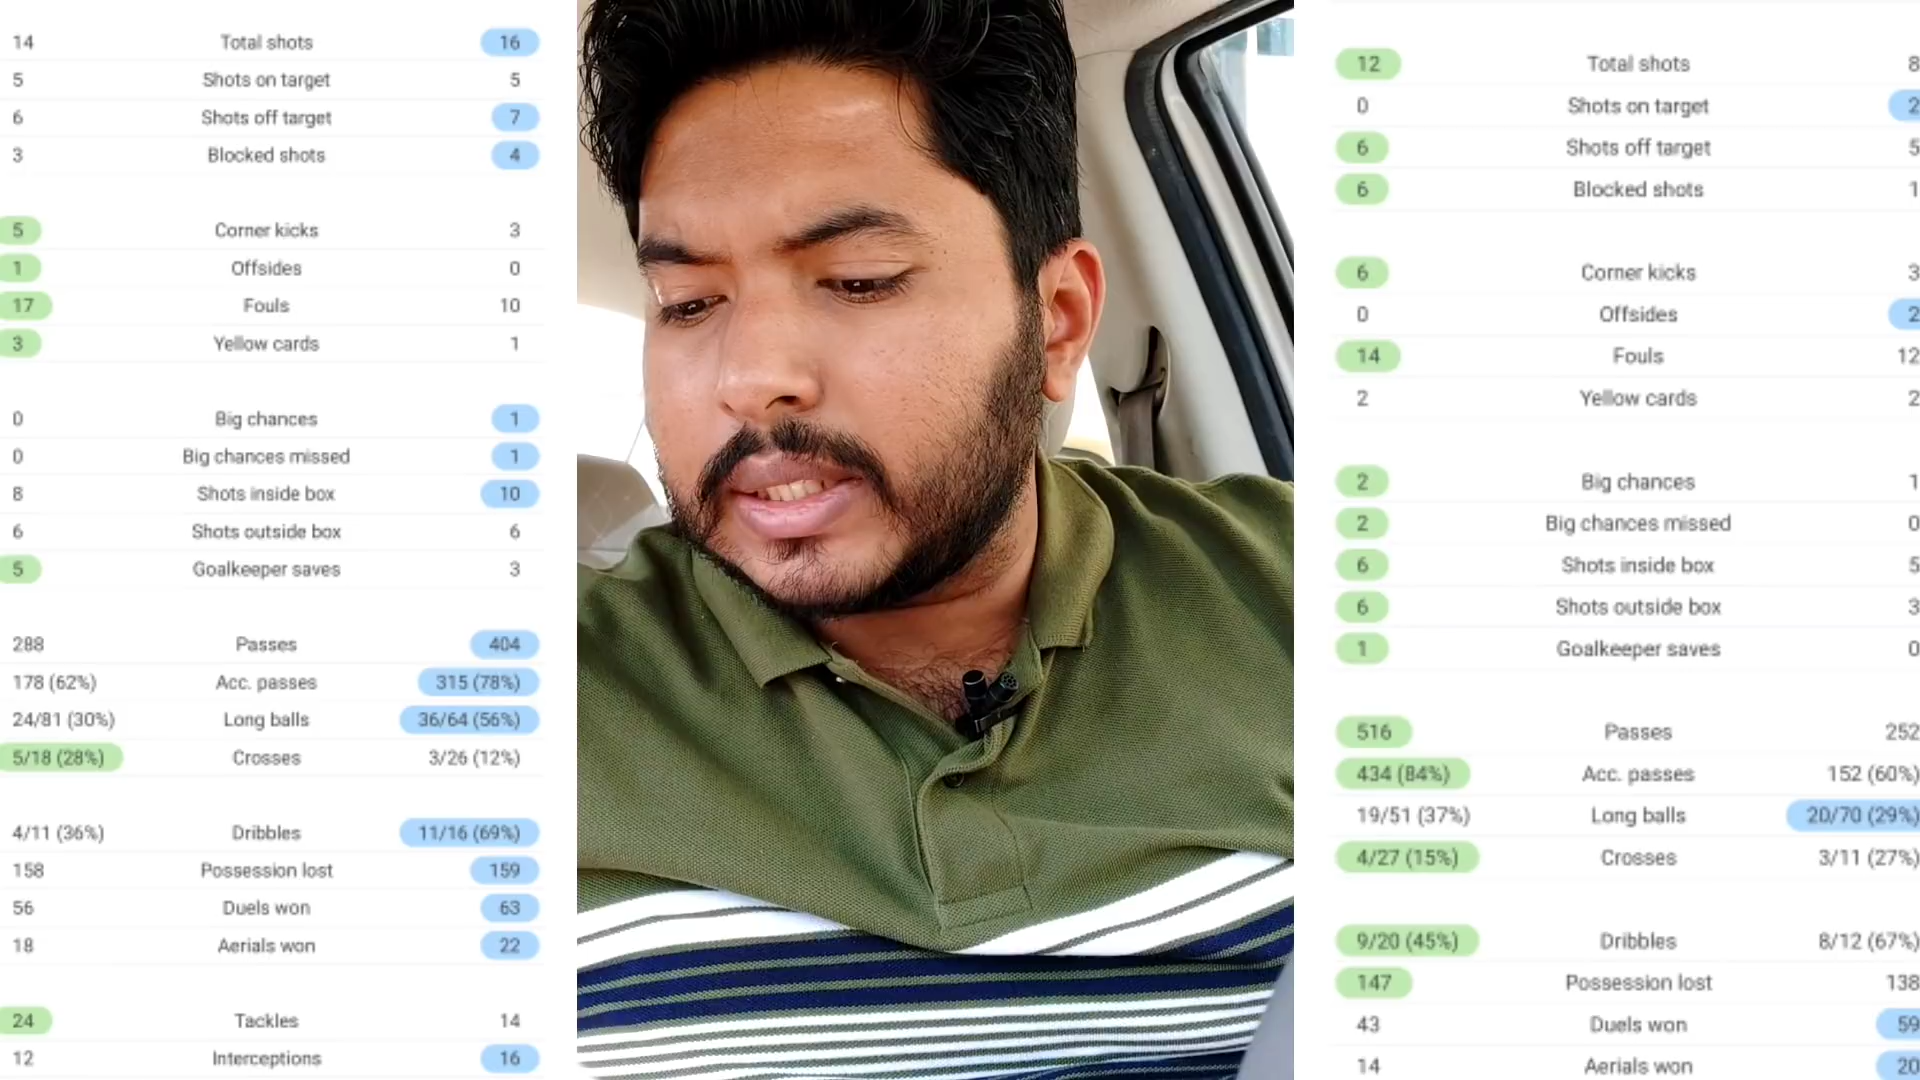 14 Total shots 16
5 Shots on target 5
6 Shots off target 7
3 Blocked shots 4
5 Corner kicks 3
1 Offsides 0
17 Fouls 10
3 Yellow cards 1
0 Big chances 1
0 Big chances missed 1
8 Shots inside box 10
6 Shots outside box 6
5 Goalkeeper saves 3
288 Passes 404
178 (62%) Acc. passes 315 (78%)
24/81 (30%) Long balls 36/64 (56%)
5/18 (28%) Crosses 3/26 (12%)
4/11 (36%) Dribbles 11/16 (69%)
158 Possession lost 159
56 Duels won 63
18 Aerials won 22
24 Tackles 14
12 Interceptions 16
12 Total shots 8
0 Shots on target 2
6 Shots off target 5
6 Blocked shots 1
6 Corner kicks 3
0 Offsides 2
14 Fouls 12
2 Yellow cards 2
2 Big chances 1
2 Big chances missed 0
6 Shots inside box 5
6 Shots outside box 3
1 Goalkeeper saves 0
516 Passes 252
434 (84%) Acc. passes 152 (60%)
19/51 (37%) Long balls 20/70 (29%)
4/27 (15%) Crosses 3/11 (27%)
9/20 (45%) Dribbles 8/12 (67%)
147 Possession lost 138
43 Duels won 59
14 Aerials won 20